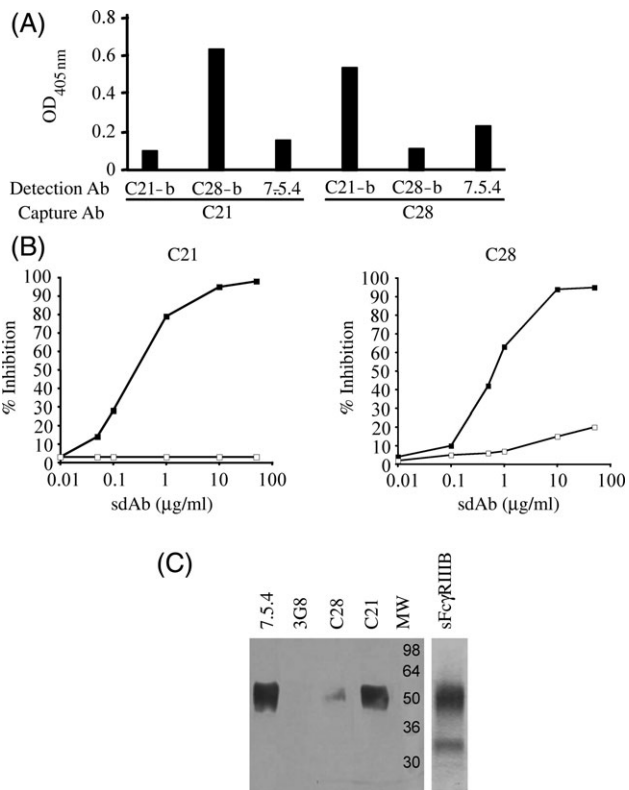 (A)
0.8
0.6
0.4
0.2
0
OD405 nm
Detection Ab C21-b C28-b 7.5.4 C21-b C28-b 7.5.4
Capture Ab C21 C28
(B)
C21
100
90
80
70
60
50
40
30
20
10
0
% Inhibition
0.01 0.1 1 10 100
sdAb (µg/ml)
C28
100
90
80
70
60
50
40
30
20
10
0
% Inhibition
0.01 0.1 1 10 100
sdAb (µg/ml)
(C)
7.5.4 3G8 C28 C21 MW sFcγRIIIB
98
64
50
36
30